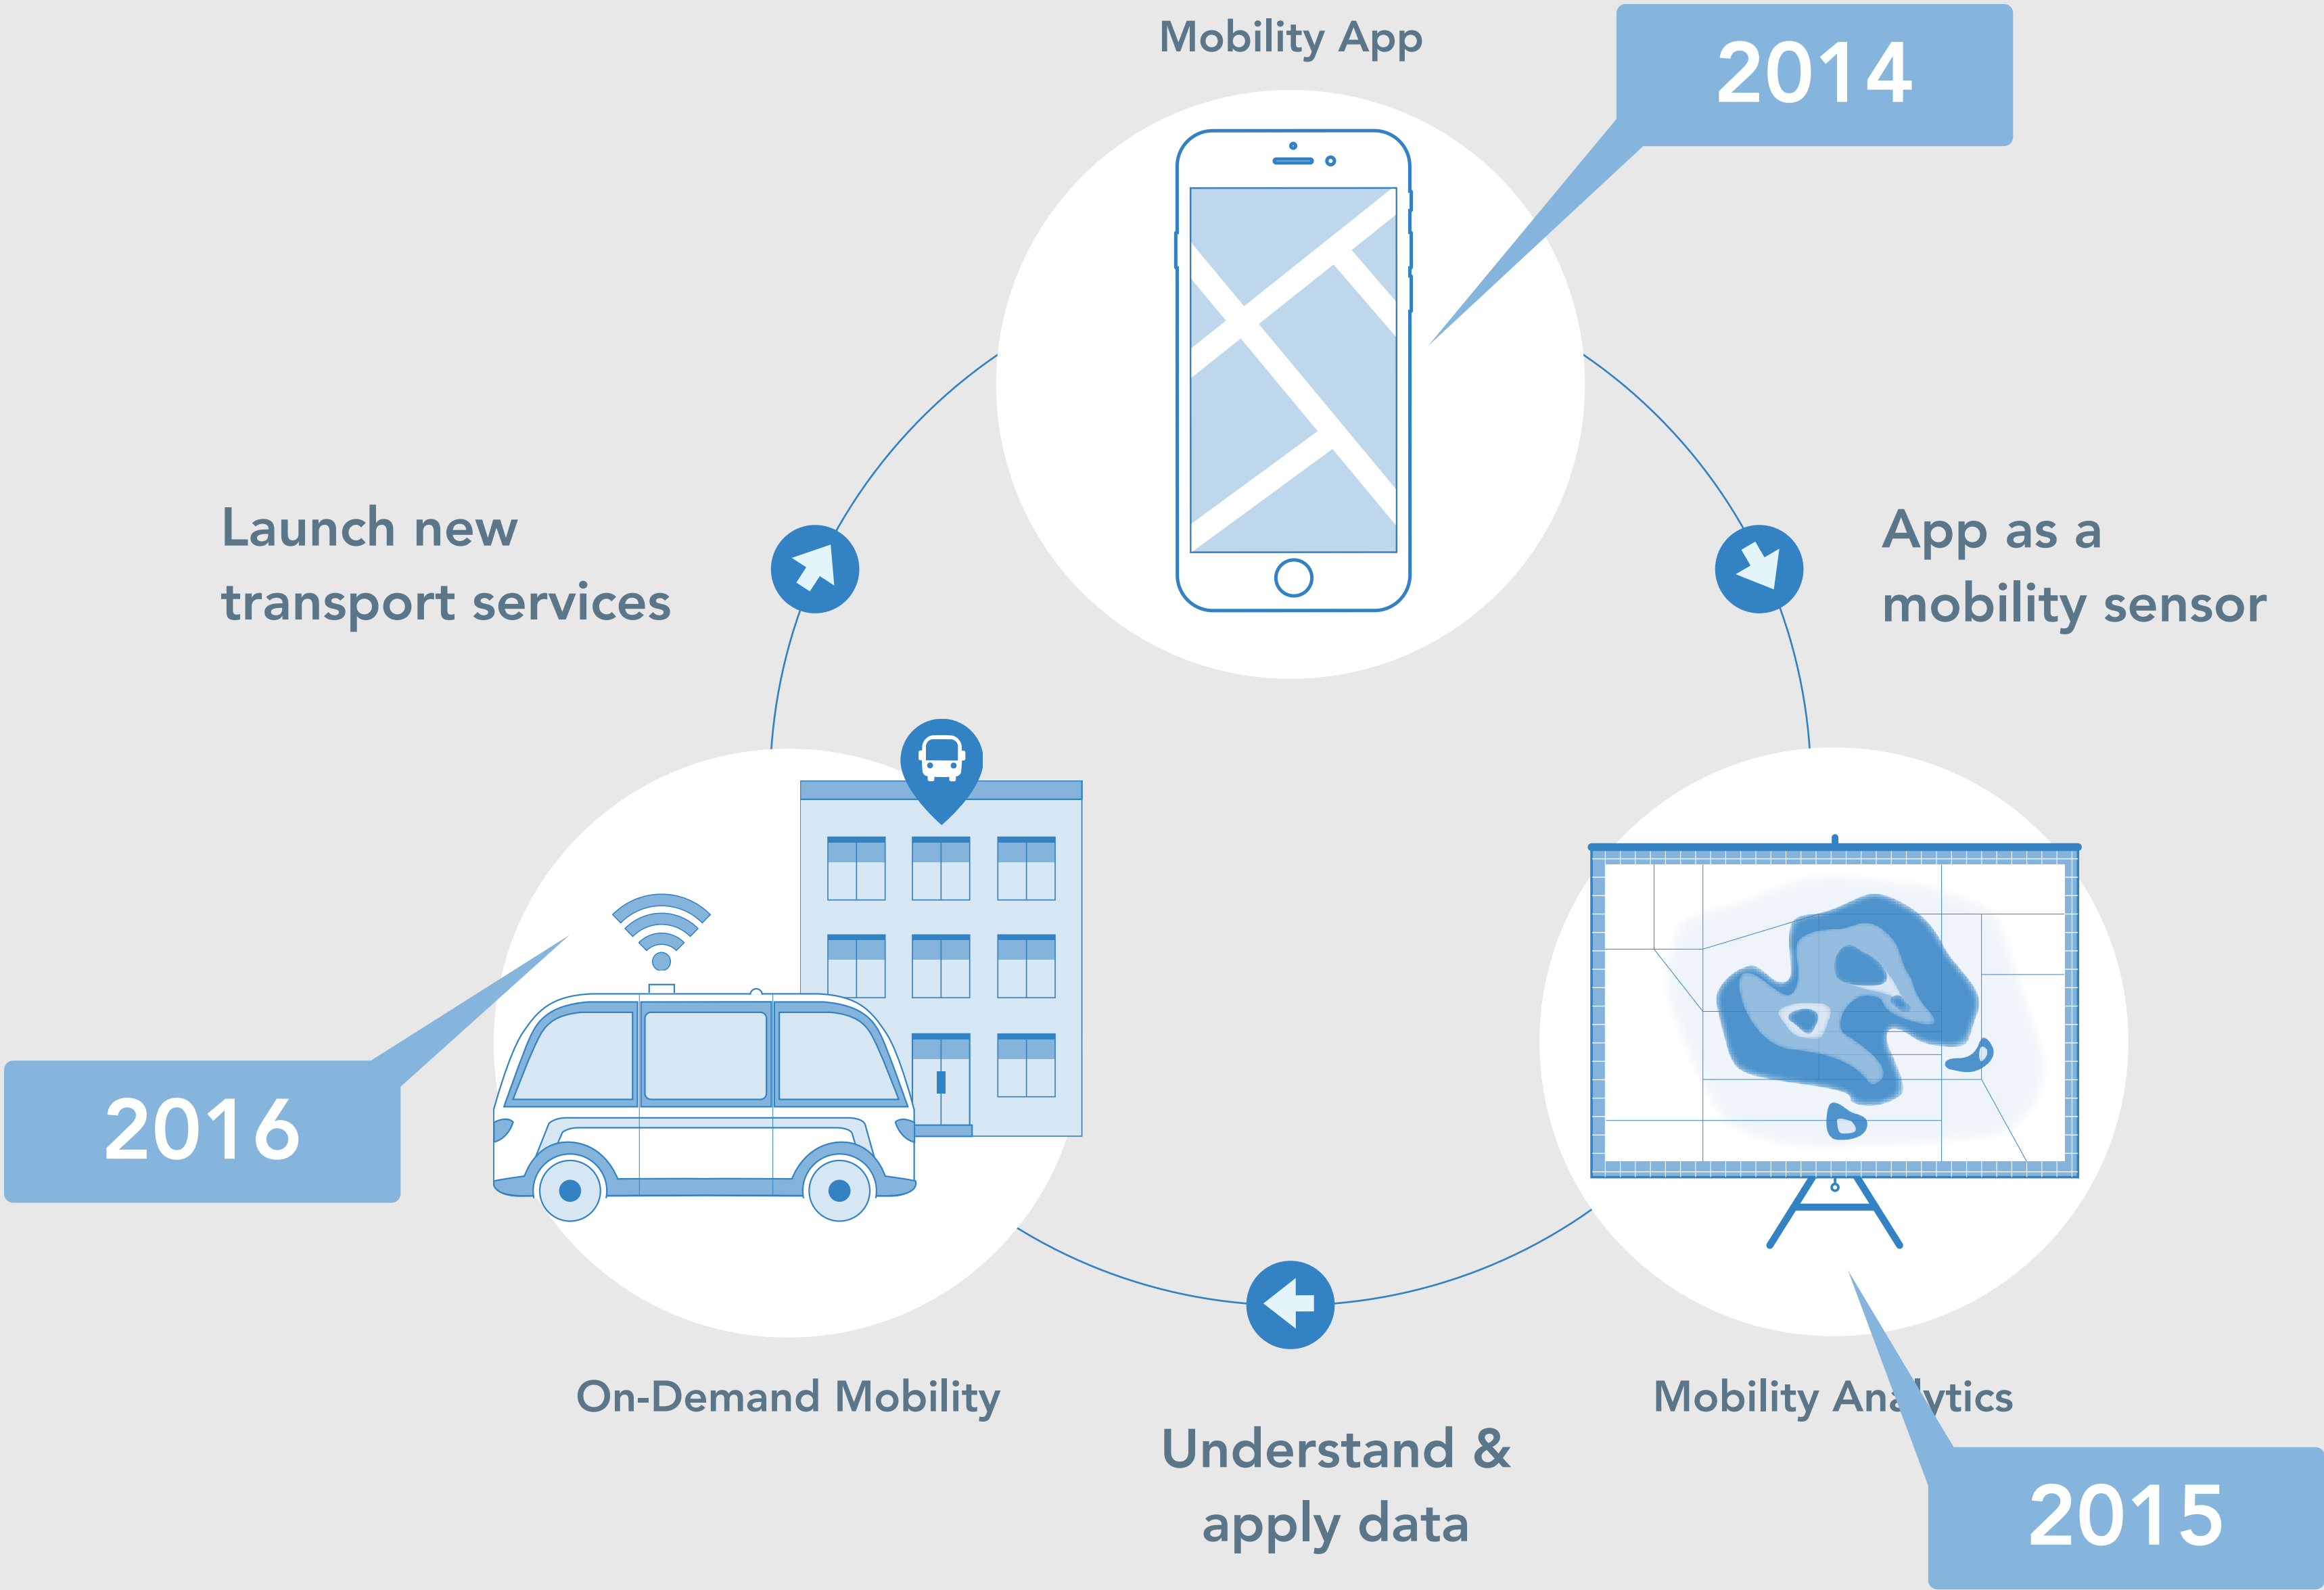 Mobility App
2014
Launch new
transport services
App as a
mobility sensor
2016
On-Demand Mobility
Mobility Analytics
Understand &
apply data
2015